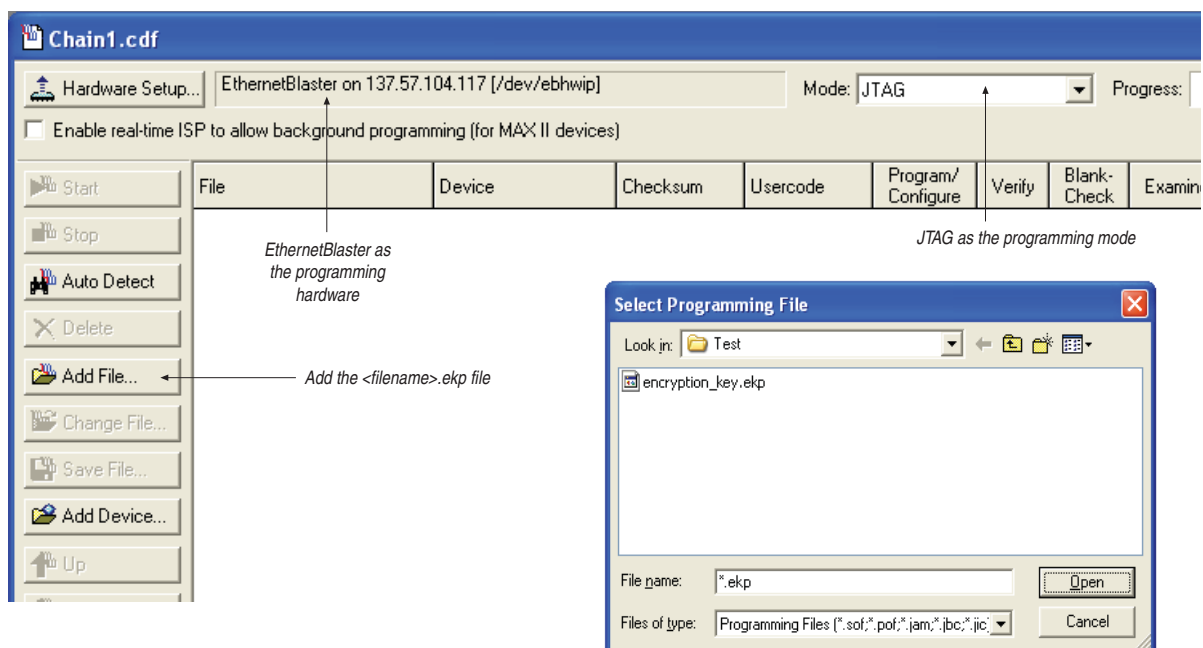 Chain1.cdf
Hardware Setup... EthernetBlaster on 137.57.104.117 [/dev/ebhwip] Mode: JTAG Progress:
Enable real-time ISP to allow background programming (for MAX II devices)
Start
File Device Checksum Usercode Program/Configure Verify Blank-Check Examin
Stop
EthernetBlaster as
the programming
hardware
JTAG as the programming mode
Auto Detect
Delete
Add File...
Add the <filename>.ekp file
Change File...
Save File...
Add Device...
Up
Select Programming File
Look in: Test
encryption_key.ekp
File name: *.ekp Open
Files of type: Programming Files (*.sof;*.pof;*.jam;*.jbc;*.jic Cancel